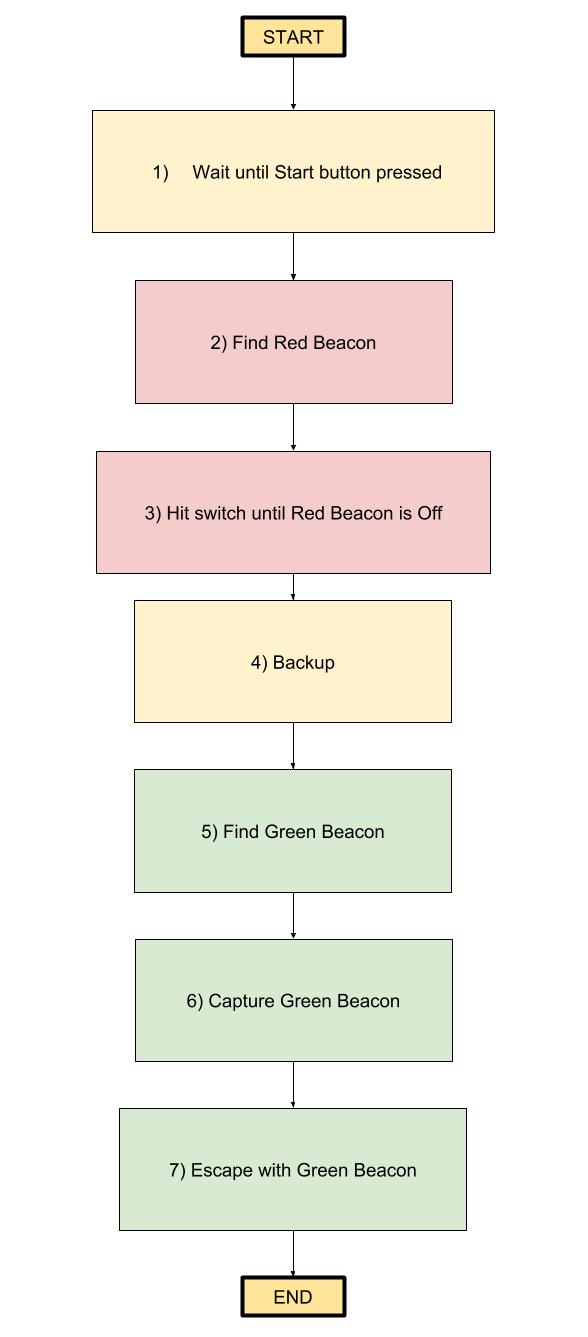 START
1) Wait until Start button pressed
2) Find Red Beacon
3) Hit switch until Red Beacon is Off
4) Backup
5) Find Green Beacon
6) Capture Green Beacon
7) Escape with Green Beacon
END